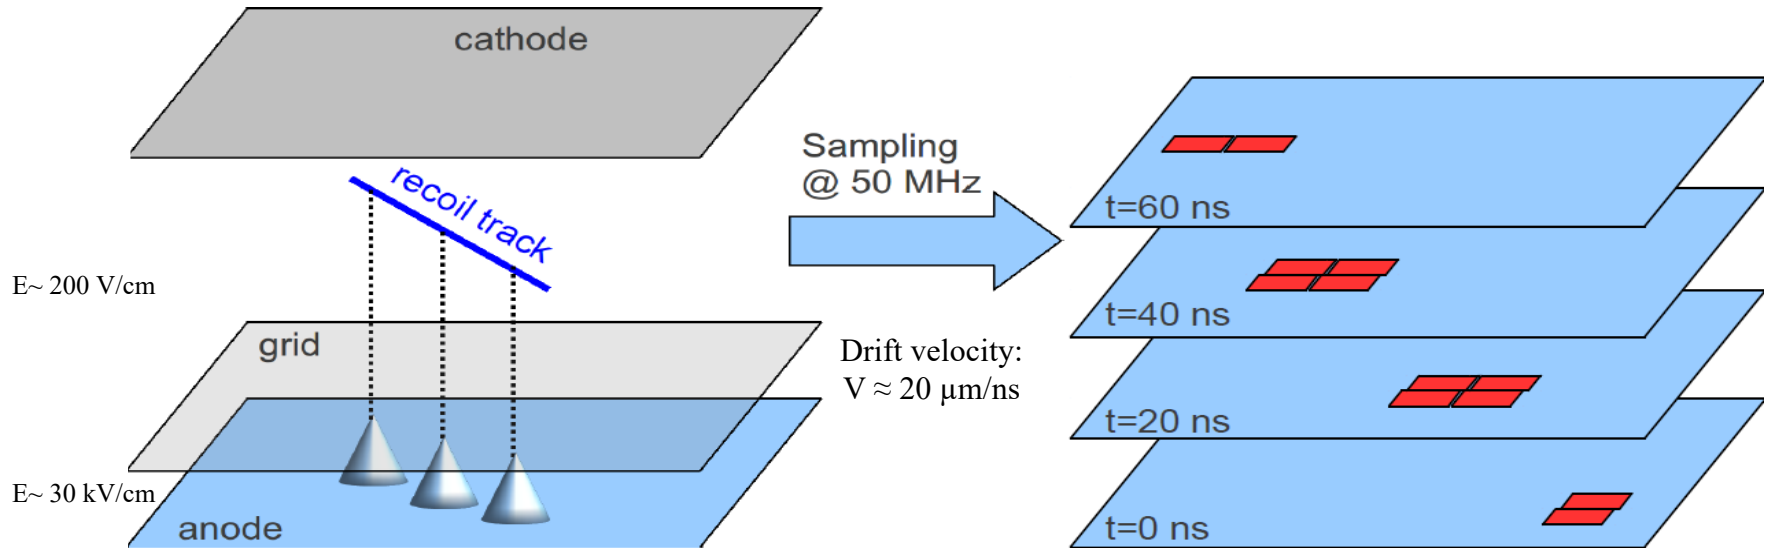 cathode
recoil track
E~ 200 V/cm
grid
E~ 30 kV/cm
anode
Sampling
@ 50 MHz
Drift velocity:
V ≈ 20 µm/ns
t=60 ns
t=40 ns
t=20 ns
t=0 ns